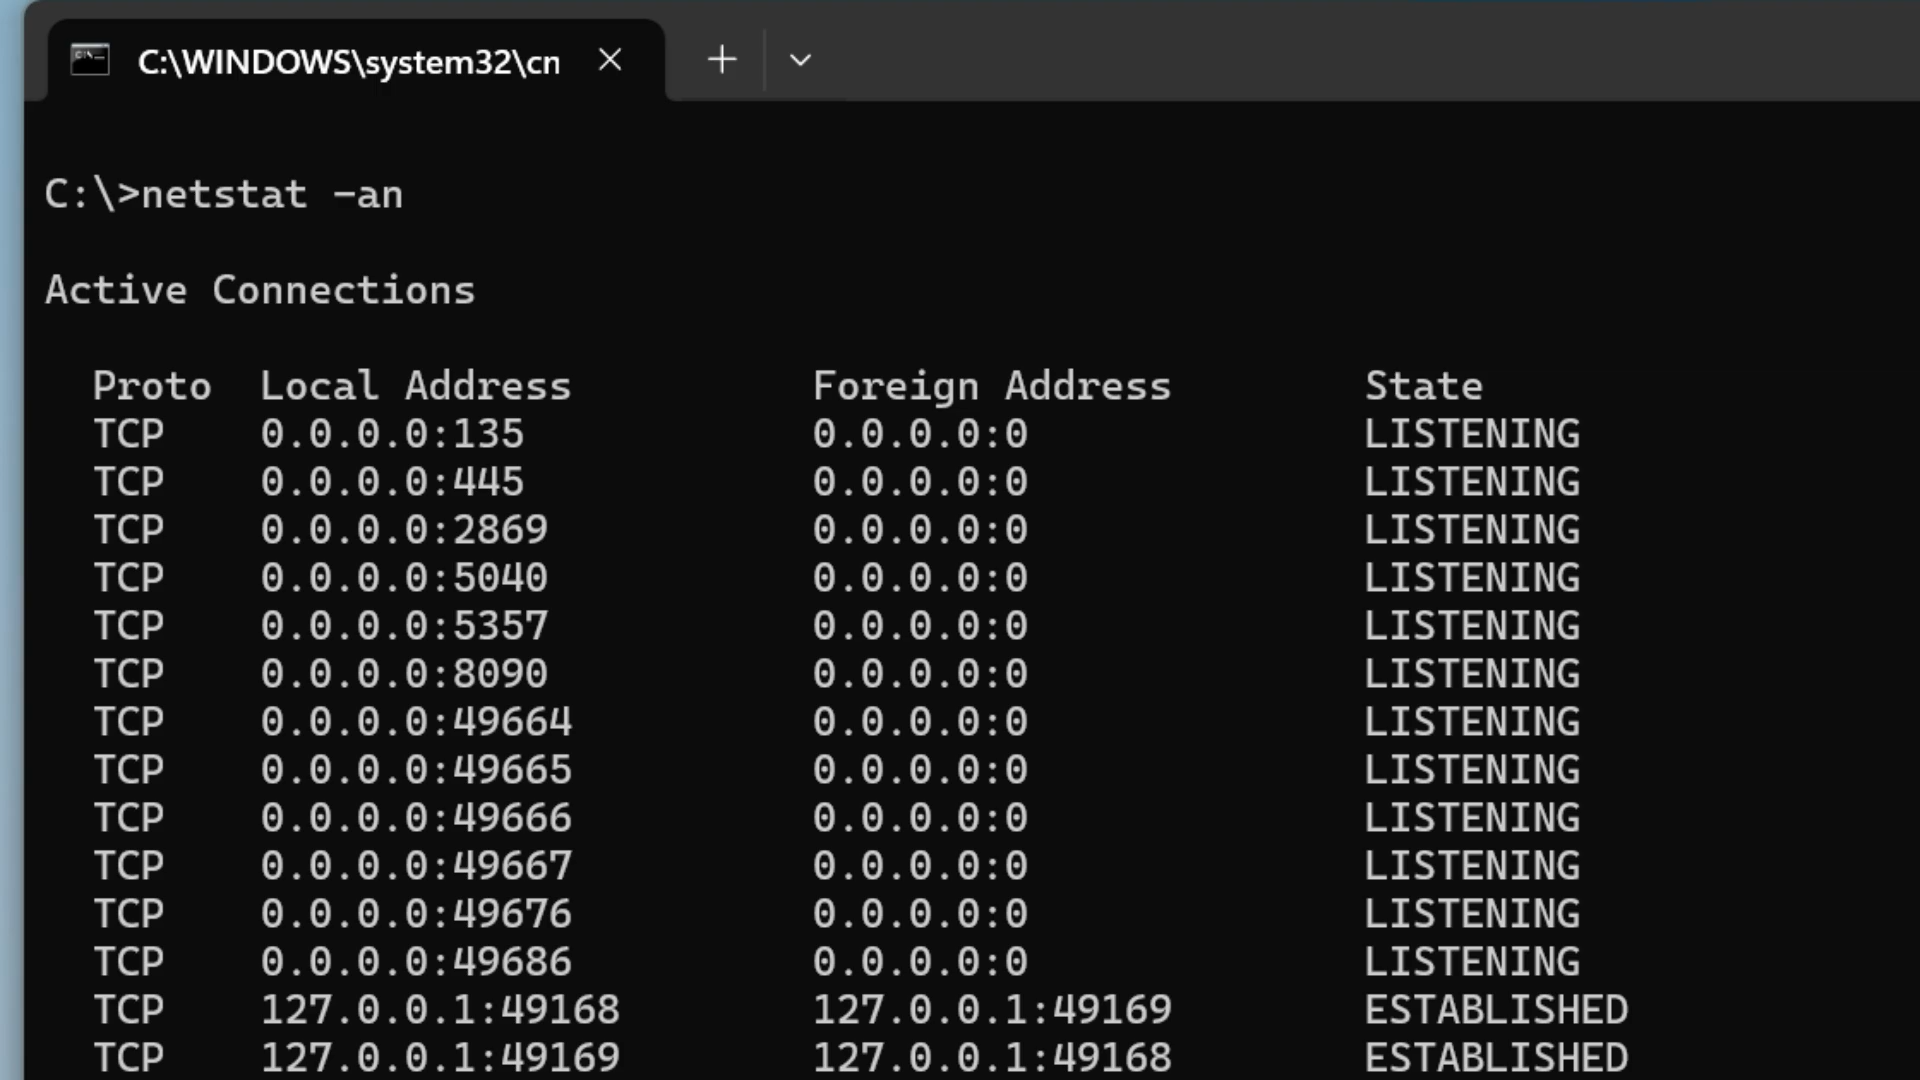 C:\WINDOWS\system32\cn
C:\>netstat -an
Active Connections
Proto  Local Address          Foreign Address        State
TCP    0.0.0.0:135            0.0.0.0:0              LISTENING
TCP    0.0.0.0:445            0.0.0.0:0              LISTENING
TCP    0.0.0.0:2869           0.0.0.0:0              LISTENING
TCP    0.0.0.0:5040           0.0.0.0:0              LISTENING
TCP    0.0.0.0:5357           0.0.0.0:0              LISTENING
TCP    0.0.0.0:8090           0.0.0.0:0              LISTENING
TCP    0.0.0.0:49664          0.0.0.0:0              LISTENING
TCP    0.0.0.0:49665          0.0.0.0:0              LISTENING
TCP    0.0.0.0:49666          0.0.0.0:0              LISTENING
TCP    0.0.0.0:49667          0.0.0.0:0              LISTENING
TCP    0.0.0.0:49676          0.0.0.0:0              LISTENING
TCP    0.0.0.0:49686          0.0.0.0:0              LISTENING
TCP    127.0.0.1:49168        127.0.0.1:49169        ESTABLISHED
TCP    127.0.0.1:49169        127.0.0.1:49168        ESTABLISHED